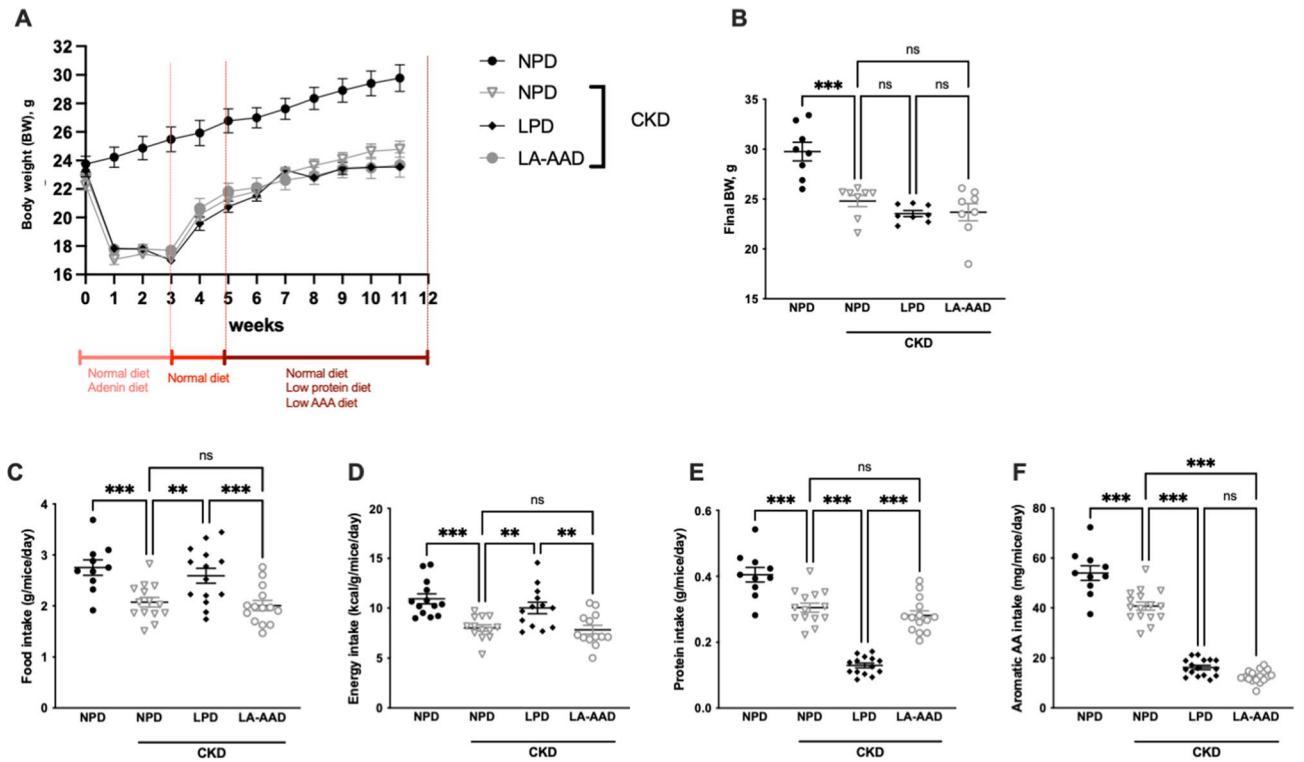 A
Body weight (BW), g
32
30
28
26
24
22
20
18
16
0 1 2 3 4 5 6 7 8 9 10 11 12
weeks
NPD
NPD
LPD
LA-AAD
CKD
Normal diet
Adenin diet
Normal diet
Normal diet
Low protein diet
Low AAA diet
B
Final BW, g
35
30
25
20
15
ns
*** ns ns
NPD NPD LPD LA-AAD
CKD
C
Food intake (g/mice/day)
4
3
2
1
0
ns
*** ** ***
NPD NPD LPD LA-AAD
CKD
D
Energy intake (kcal/g/mice/day)
20
15
10
5
0
ns
*** ** **
NPD NPD LPD LA-AAD
CKD
E
Protein intake (g/mice/day)
0.6
0.4
0.2
0.0
ns
*** *** ***
NPD NPD LPD LA-AAD
CKD
F
Aromatic AA intake (mg/mice/day)
80
60
40
20
0
***
*** *** ns
NPD NPD LPD LA-AAD
CKD